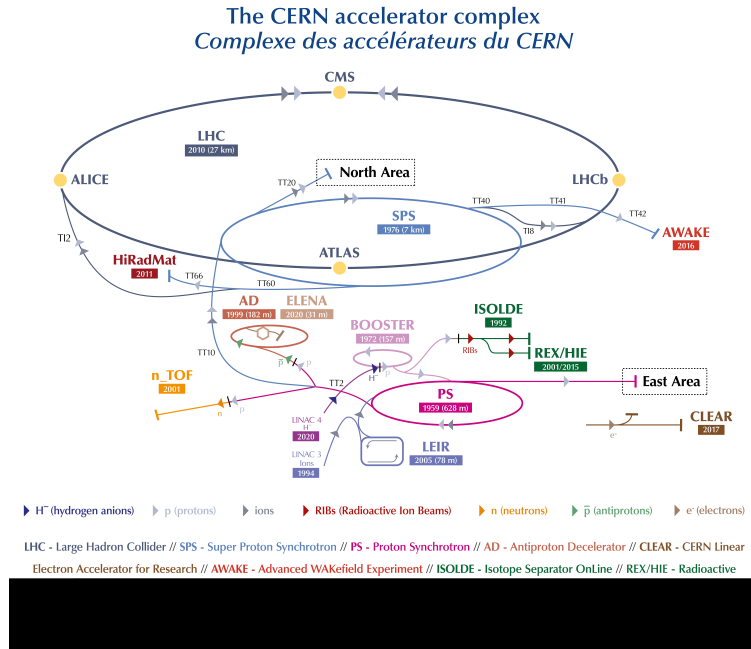 The CERN accelerator complex
Complexe des accélérateurs du CERN
CMS
LHC
2010 (27 km)
North Area
TT20
ALICE
LHCb
TT40
TT41
SPS
1976 (7 km)
TT42
TI8
AWAKE
2016
TI2
ATLAS
HiRadMat
2011
TT66
TT60
AD
1999 (182 m)
ELENA
2020 (31 m)
ISOLDE
1992
BOOSTER
1972 (157 m)
RIBs
REX/HIE
2001/2015
TT10
p̅
p
H⁻
p
n_TOF
2001
TT2
East Area
PS
1959 (628 m)
n
p
LINAC 4
H⁻
2020
CLEAR
2017
e⁻
LINAC 3
Ions
1994
LEIR
2005 (78 m)
H⁻ (hydrogen anions)
p (protons)
ions
RIBs (Radioactive Ion Beams)
n (neutrons)
p̅ (antiprotons)
e⁻ (electrons)
LHC - Large Hadron Collider // SPS - Super Proton Synchrotron // PS - Proton Synchrotron // AD - Antiproton Decelerator // CLEAR - CERN Linear
Electron Accelerator for Research // AWAKE - Advanced WAKefield Experiment // ISOLDE - Isotope Separator OnLine // REX/HIE - Radioactive